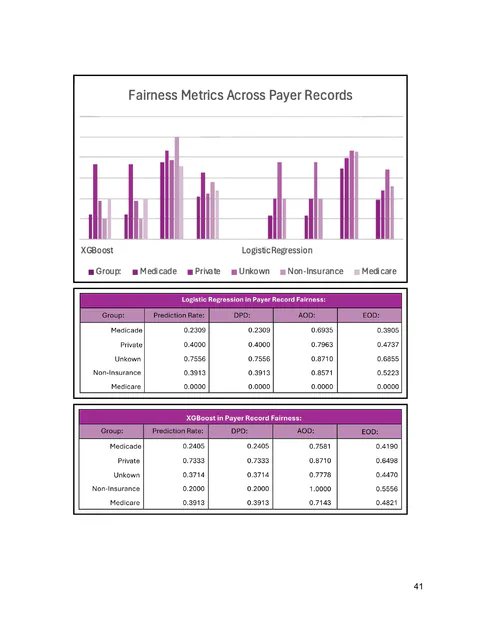 Fairness Metrics Across Payer Records
XGBoost LogisticRegression
Group: Medicade Private Unkown Non-Insurance Medicare
Logistic Regression in Payer Record Fairness:
Group: Prediction Rate: DPD: AOD: EOD:
Medicade 0.2309 0.2309 0.6935 0.3905
Private 0.4000 0.4000 0.7963 0.4737
Unkown 0.7556 0.7556 0.8710 0.6855
Non-Insurance 0.3913 0.3913 0.8571 0.5223
Medicare 0.0000 0.0000 0.0000 0.0000
XGBoost in Payer Record Fairness:
Group: Prediction Rate: DPD: AOD: EOD:
Medicade 0.2405 0.2405 0.7581 0.4190
Private 0.7333 0.7333 0.8710 0.6498
Unkown 0.3714 0.3714 0.7778 0.4470
Non-Insurance 0.2000 0.2000 1.0000 0.5556
Medicare 0.3913 0.3913 0.7143 0.4821
41